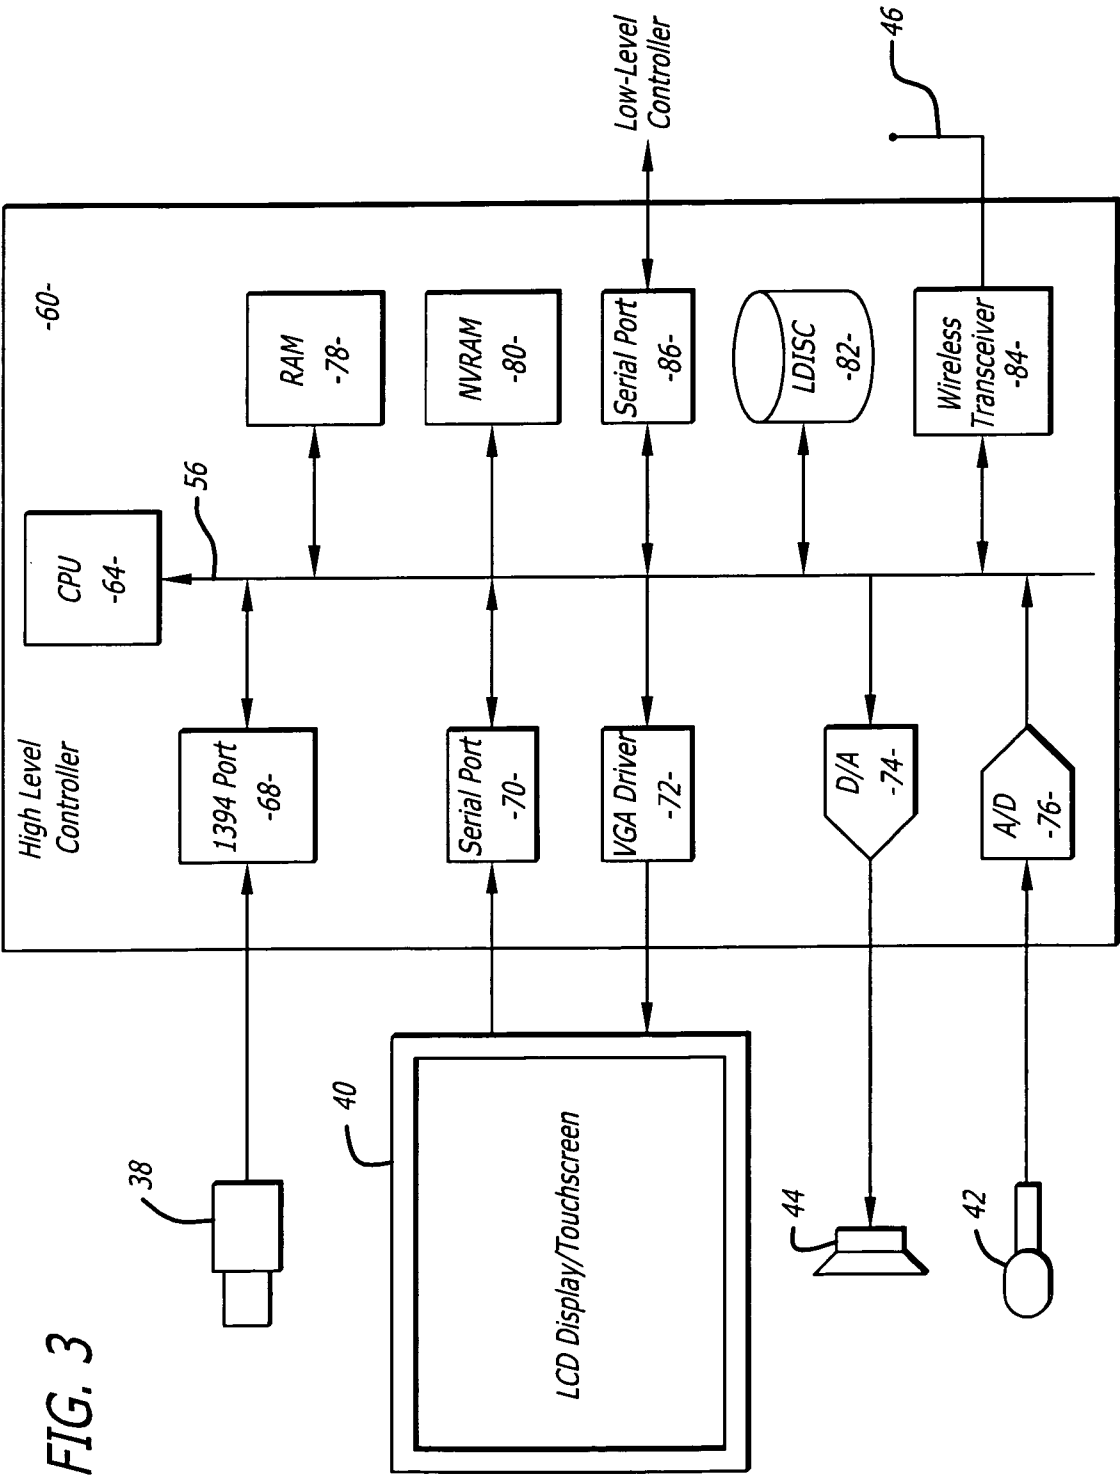 FIG. 3
High Level
Controller
-60-
CPU
-64-
56
38
1394 Port
-68-
RAM
-78-
40
LCD Display/Touchscreen
Serial Port
-70-
NVRAM
-80-
VGA Driver
-72-
Serial Port
-86-
Low-Level
Controller
LDISC
-82-
44
D/A
-74-
42
A/D
-76-
Wireless
Transceiver
-84-
46